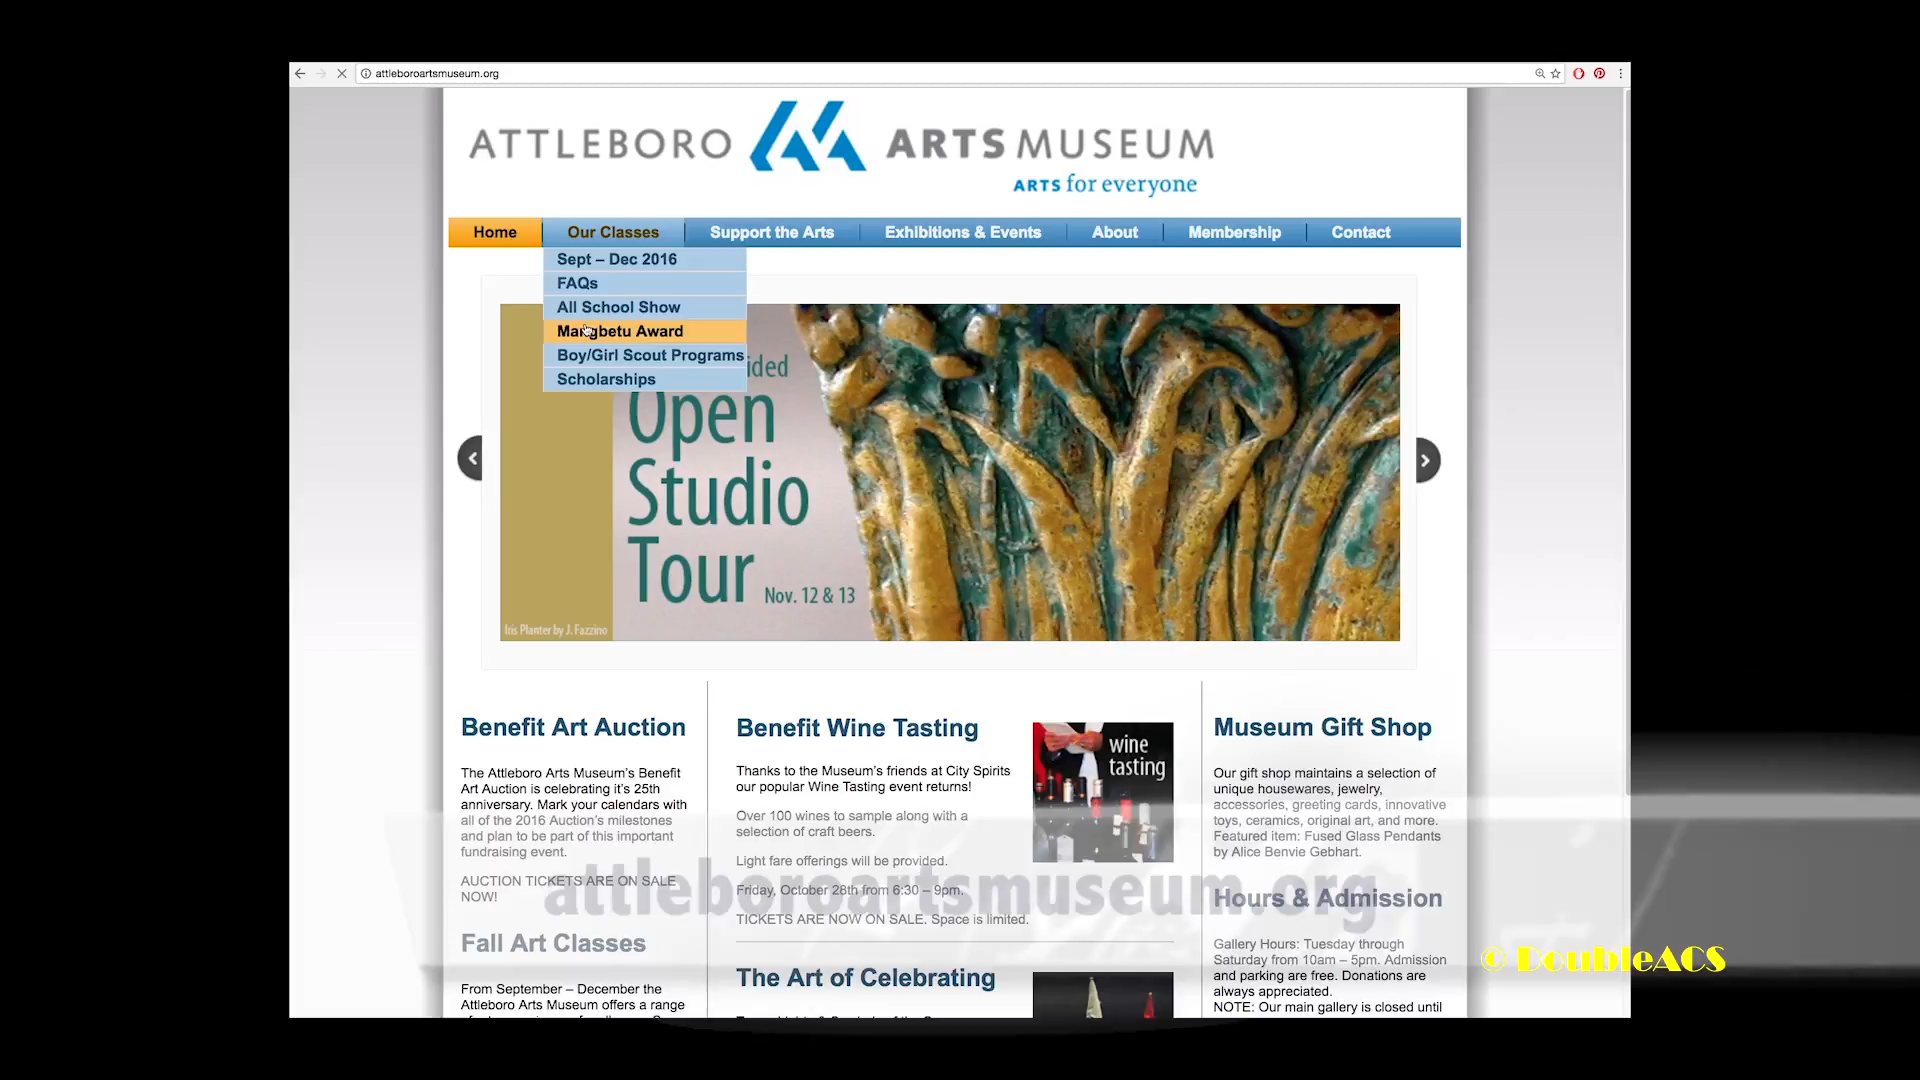 attleboroartsmuseum.org
ATTLEBORO ARTS MUSEUM
ARTS for everyone
Home Our Classes Support the Arts Exhibitions & Events About Membership Contact
Sept – Dec 2016
FAQs
All School Show
Mangbetu Award
Boy/Girl Scout Programs
Scholarships
Open
Studio
Tour Nov. 12 & 13
Iris Planter by J. Fazzino
Benefit Art Auction
The Attleboro Arts Museum's Benefit
Art Auction is celebrating it's 25th
anniversary. Mark your calendars with
all of the 2016 Auction's milestones
and plan to be part of this important
fundraising event.
AUCTION TICKETS ARE ON SALE
NOW!
Fall Art Classes
From September – December the
Attleboro Arts Museum offers a range
Benefit Wine Tasting
Thanks to the Museum's friends at City Spirits
our popular Wine Tasting event returns!
Over 100 wines to sample along with a
selection of craft beers.
Light fare offerings will be provided.
Friday, October 28th from 6:30 – 9pm.
TICKETS ARE NOW ON SALE. Space is limited.
wine
tasting
The Art of Celebrating
Museum Gift Shop
Our gift shop maintains a selection of
unique housewares, jewelry,
accessories, greeting cards, innovative
toys, ceramics, original art, and more.
Featured item: Fused Glass Pendants
by Alice Benvie Gebhart.
Hours & Admission
Gallery Hours: Tuesday through
Saturday from 10am – 5pm. Admission
and parking are free. Donations are
always appreciated.
NOTE: Our main gallery is closed until
attleboroartsmuseum.org
© DoubleACS